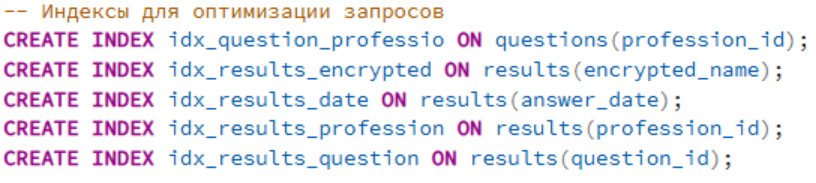 -- Индексы для оптимизации запросов
CREATE INDEX idx_question_professio ON questions(profession_id);
CREATE INDEX idx_results_encrypted ON results(encrypted_name);
CREATE INDEX idx_results_date ON results(answer_date);
CREATE INDEX idx_results_profession ON results(profession_id);
CREATE INDEX idx_results_question ON results(question_id);